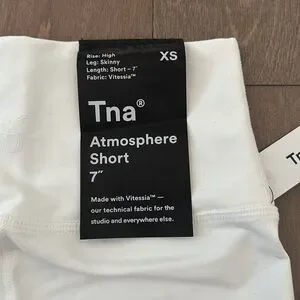 Rise: High
XS
Leg: Skinny
Length: Short – 7"
Fabric: Vitessia™
Tna®
Atmosphere
Short
7"
Made with Vitessia™ —
our technical fabric for the
studio and everywhere else.
Tna